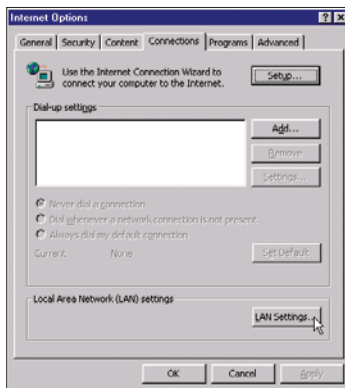 Internet Options
General Security Content Connections Programs Advanced
Use the Internet Connection Wizard to
connect your computer to the Internet.
Setup...
Dial-up settings
Add...
Remove
Settings...
Never dial a connection
Dial whenever a network connection is not present
Always dial my default connection
Current None Set Default
Local Area Network (LAN) settings
LAN Settings...
OK Cancel Apply